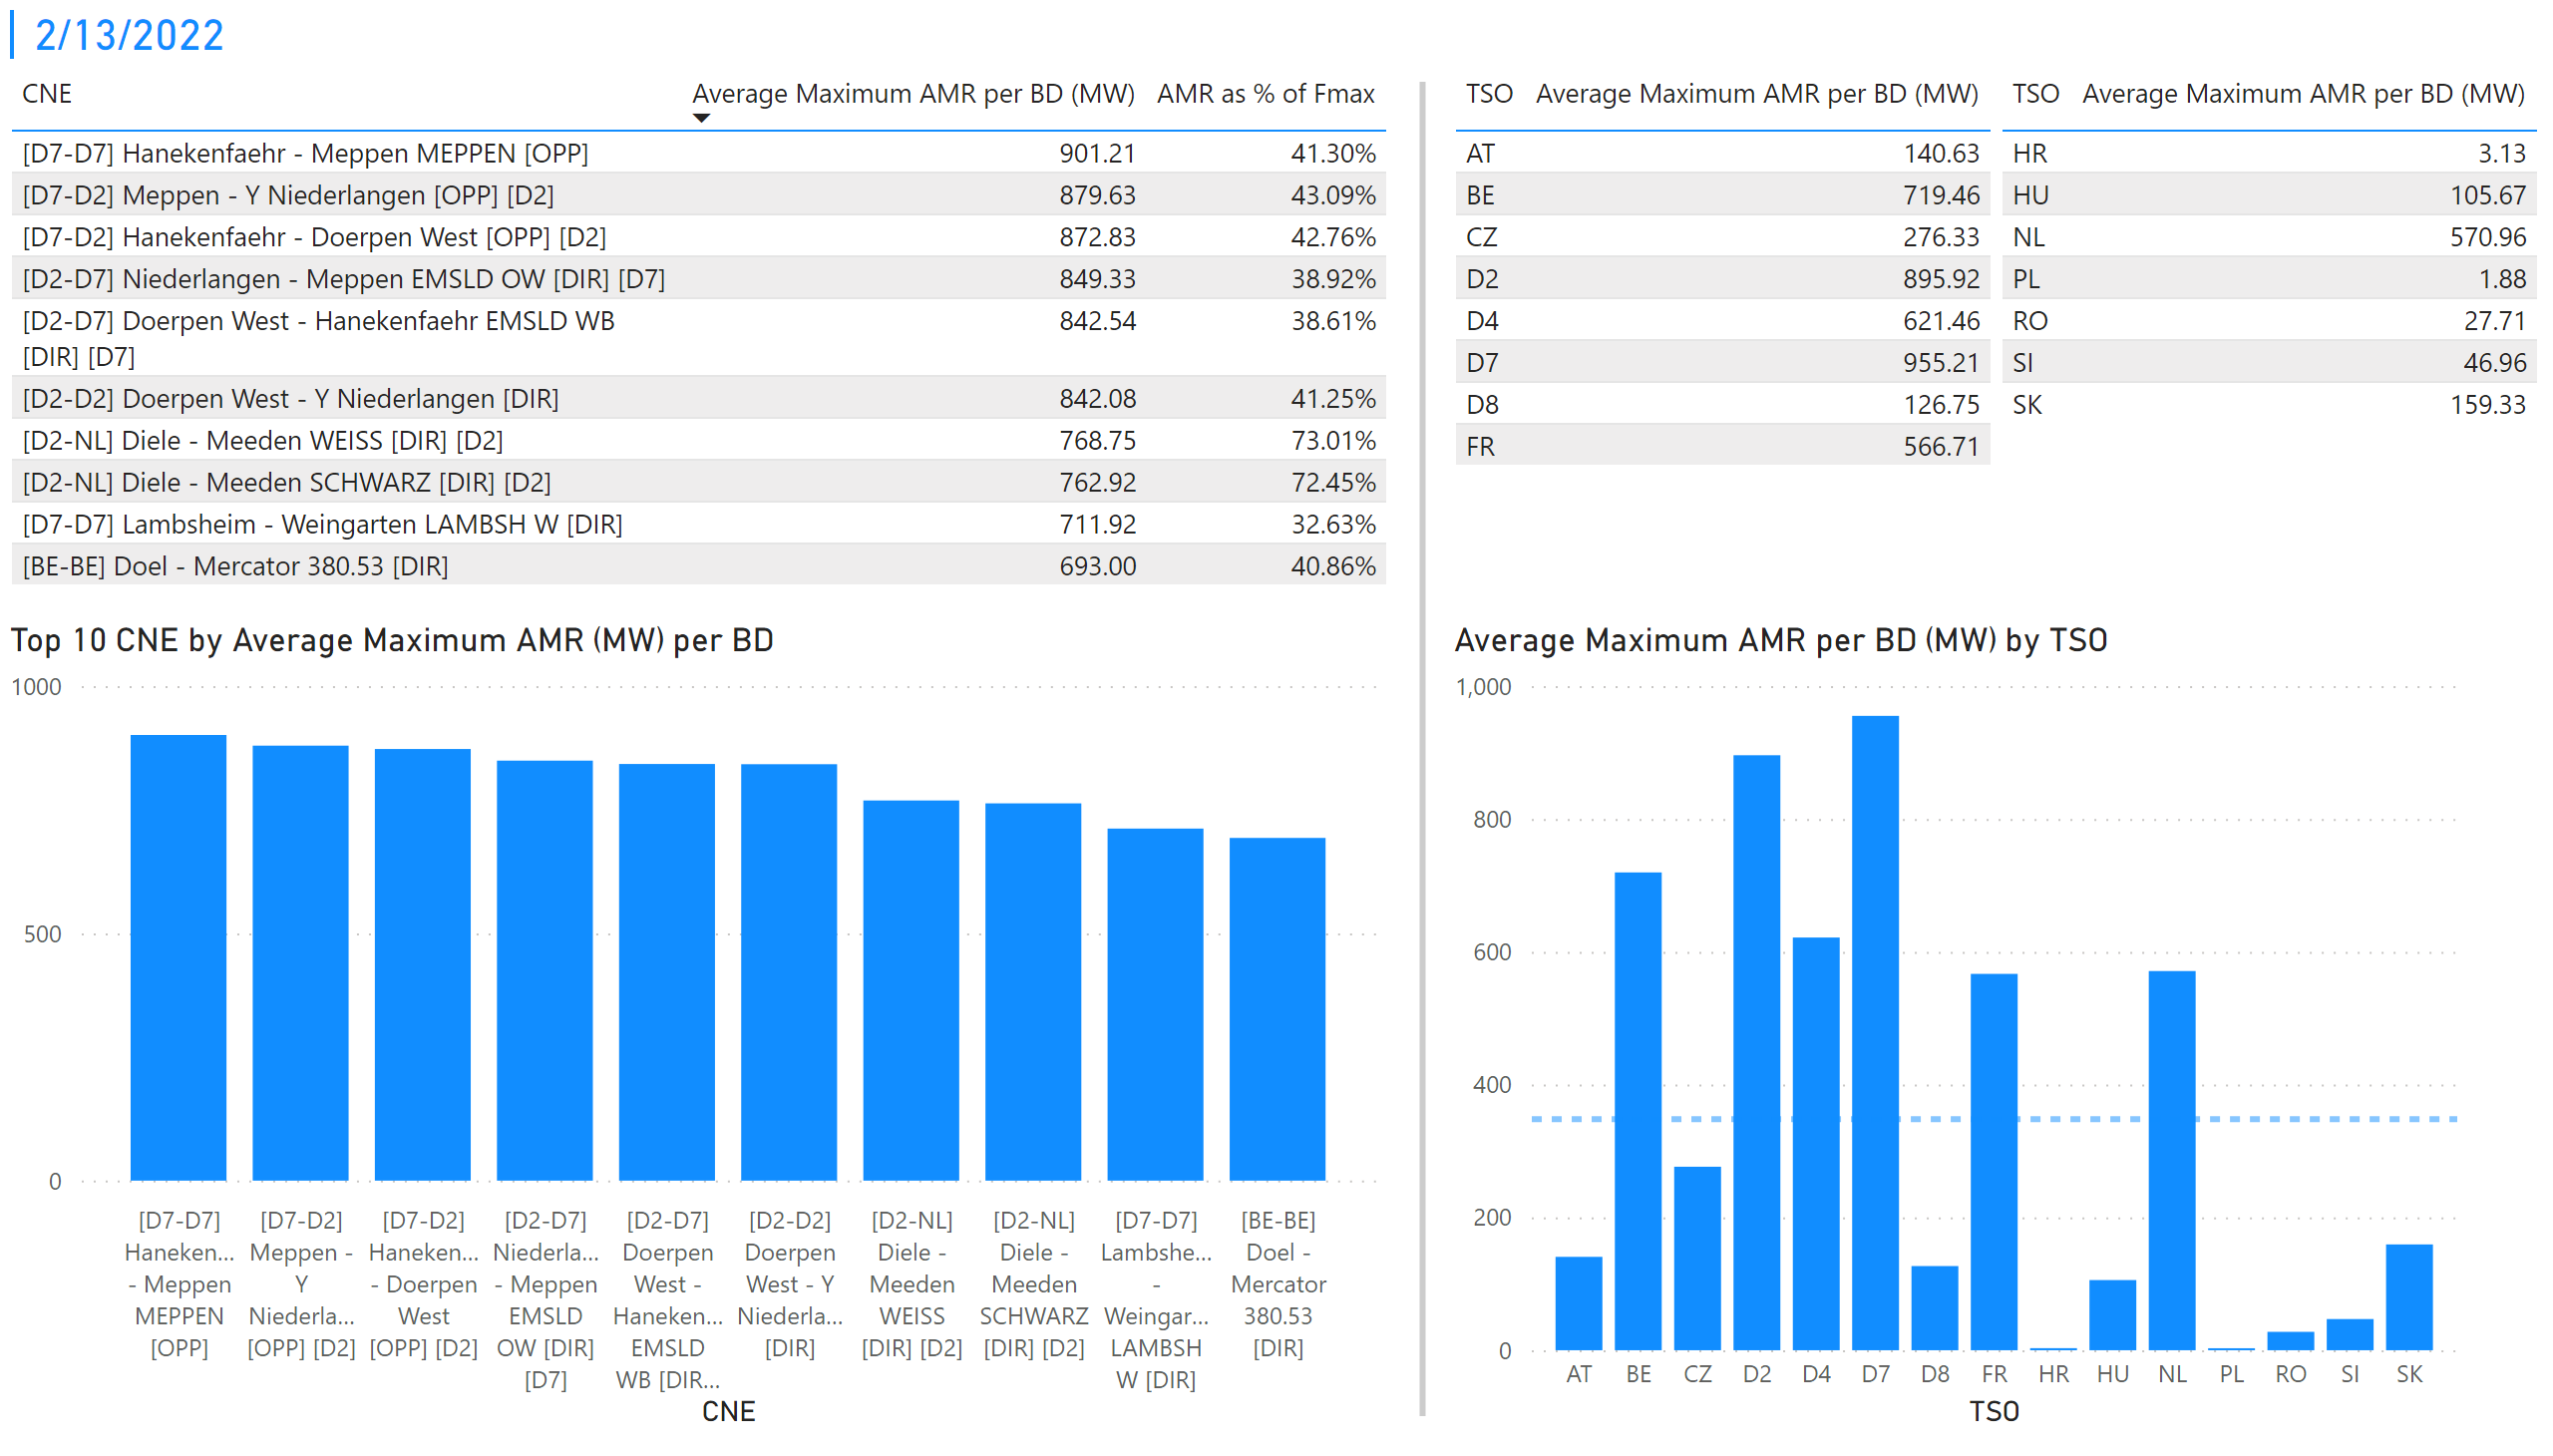 2/13/2022
CNE Average Maximum AMR per BD (MW) AMR as % of Fmax
[D7-D7] Hanekenfaehr - Meppen MEPPEN [OPP] 901.21 41.30%
[D7-D2] Meppen - Y Niederlangen [OPP] [D2] 879.63 43.09%
[D7-D2] Hanekenfaehr - Doerpen West [OPP] [D2] 872.83 42.76%
[D2-D7] Niederlangen - Meppen EMSLD OW [DIR] [D7] 849.33 38.92%
[D2-D7] Doerpen West - Hanekenfaehr EMSLD WB 842.54 38.61%
[DIR] [D7]
[D2-D2] Doerpen West - Y Niederlangen [DIR] 842.08 41.25%
[D2-NL] Diele - Meeden WEISS [DIR] [D2] 768.75 73.01%
[D2-NL] Diele - Meeden SCHWARZ [DIR] [D2] 762.92 72.45%
[D7-D7] Lambsheim - Weingarten LAMBSH W [DIR] 711.92 32.63%
[BE-BE] Doel - Mercator 380.53 [DIR] 693.00 40.86%
TSO Average Maximum AMR per BD (MW)
AT 140.63
BE 719.46
CZ 276.33
D2 895.92
D4 621.46
D7 955.21
D8 126.75
FR 566.71
TSO Average Maximum AMR per BD (MW)
HR 3.13
HU 105.67
NL 570.96
PL 1.88
RO 27.71
SI 46.96
SK 159.33
Top 10 CNE by Average Maximum AMR (MW) per BD
1000
500
0
[D7-D7]
Haneken...
- Meppen
MEPPEN
[OPP]
[D7-D2]
Meppen -
Y
Niederla...
[OPP] [D2]
[D7-D2]
Haneken...
- Doerpen
West
[OPP] [D2]
[D2-D7]
Niederla...
- Meppen
EMSLD
OW [DIR]
[D7]
[D2-D7]
Doerpen
West -
Haneken...
EMSLD
WB [DIR...
[D2-D2]
Doerpen
West - Y
Niederla...
[DIR]
[D2-NL]
Diele -
Meeden
WEISS
[DIR] [D2]
[D2-NL]
Diele -
Meeden
SCHWARZ
[DIR] [D2]
[D7-D7]
Lambshe...
-
Weingar...
LAMBSH
W [DIR]
[BE-BE]
Doel -
Mercator
380.53
[DIR]
CNE
Average Maximum AMR per BD (MW) by TSO
1,000
800
600
400
200
0
AT BE CZ D2 D4 D7 D8 FR HR HU NL PL RO SI SK
TSO